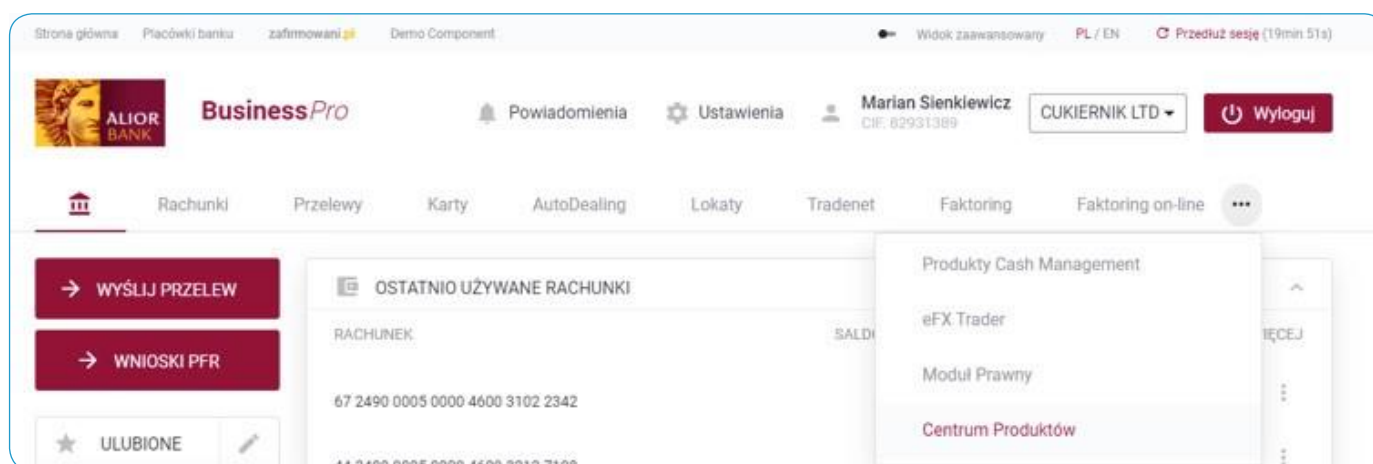 Strona główna Placówki banku zafirmowani.pl Demo Component Widok zaawansowany PL / EN Przedłuż sesję (19min 51s)
ALIOR BANK BusinessPro Powiadomienia Ustawienia Marian Sienkiewicz CUKIERNIK LTD Wyloguj
CIF: 82931389
Rachunki Przelewy Karty AutoDealing Lokaty Tradenet Faktoring Faktoring on-line
Produkty Cash Management
WYŚLIJ PRZELEW OSTATNIO UŻYWANE RACHUNKI
eFX Trader
RACHUNEK SALD IĘCEJ
WNIOSKI PFR
Moduł Prawny
67 2490 0005 0000 4600 3102 2342
Centrum Produktów
ULUBIONE